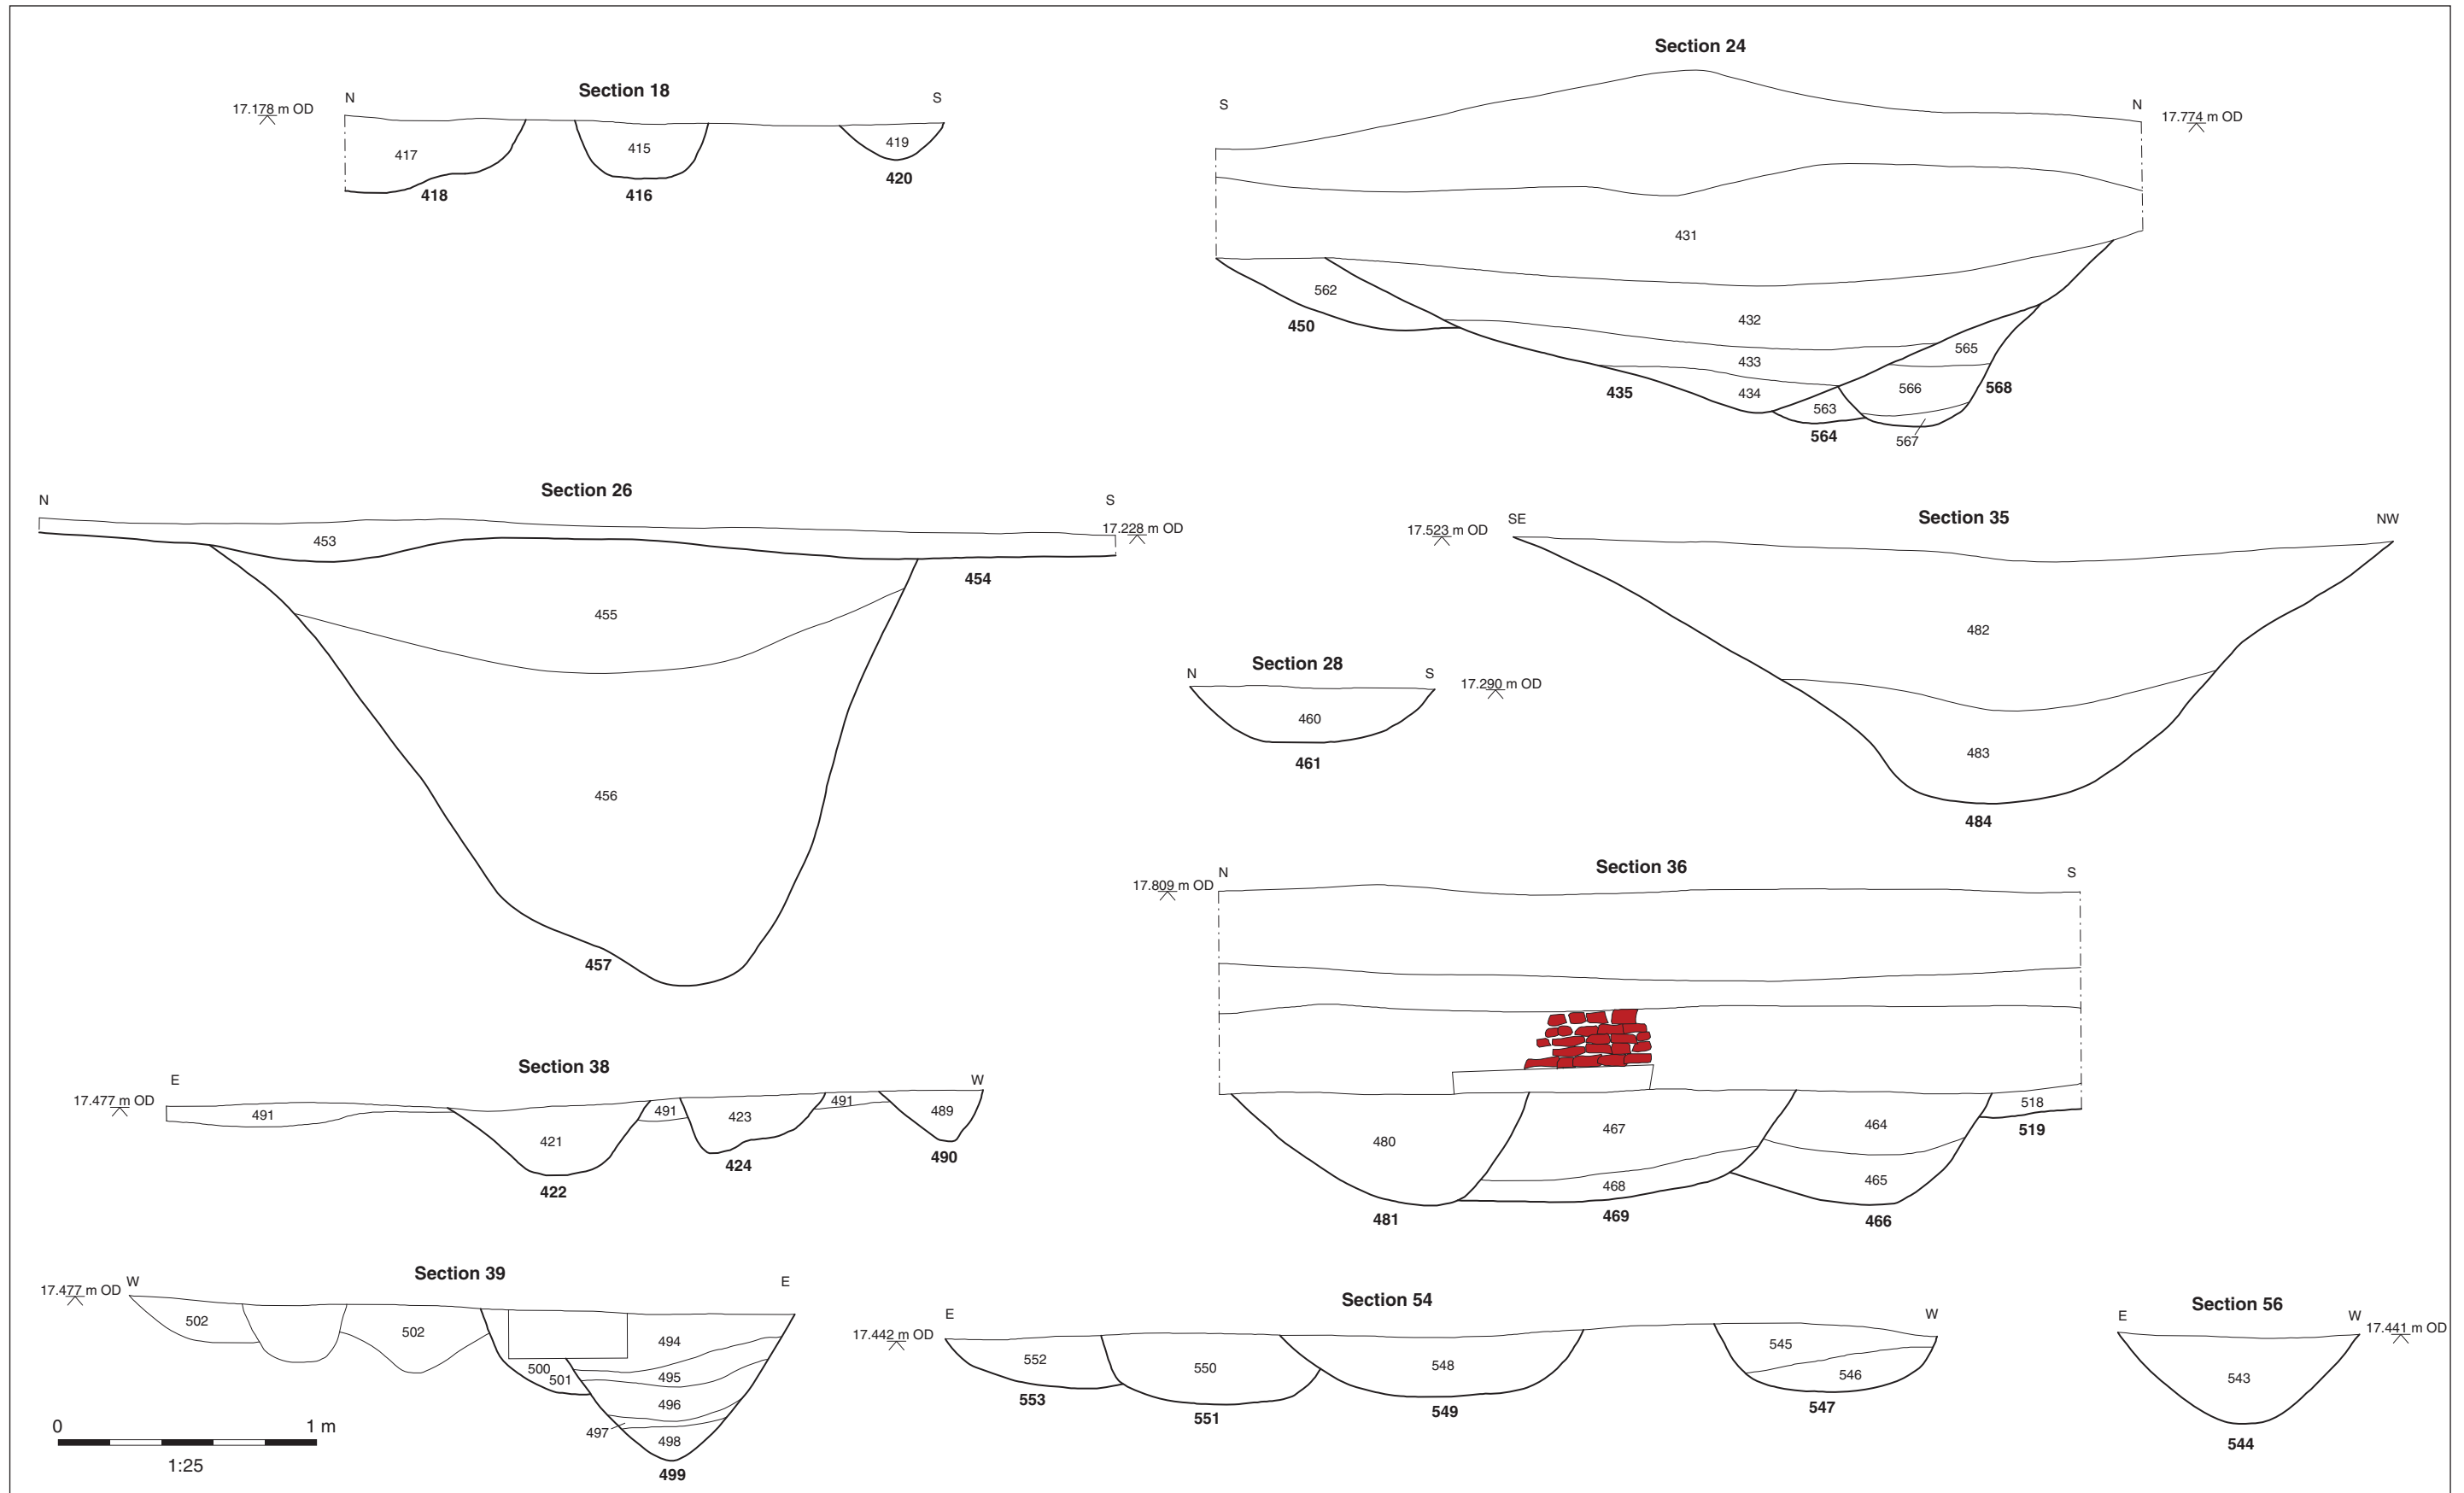 Section 18
N
S
17.178 m OD
417
415
419
418
416
420
Section 24
S
N
17.774 m OD
431
562
450
432
433
565
435
434
566
568
563
564
567
Section 26
N
S
17.228 m OD
453
454
455
456
457
Section 35
SE
NW
17.523 m OD
482
483
484
Section 28
N
S
17.290 m OD
460
461
Section 36
N
S
17.809 m OD
480
467
464
518
519
468
465
481
469
466
Section 38
E
W
17.477 m OD
491
421
491
423
491
489
422
424
490
Section 39
W
E
17.477 m OD
502
502
494
500
501
495
496
497
498
499
0
1 m
1:25
Section 54
E
W
17.442 m OD
552
550
548
545
546
553
551
549
547
Section 56
E
W
17.441 m OD
543
544